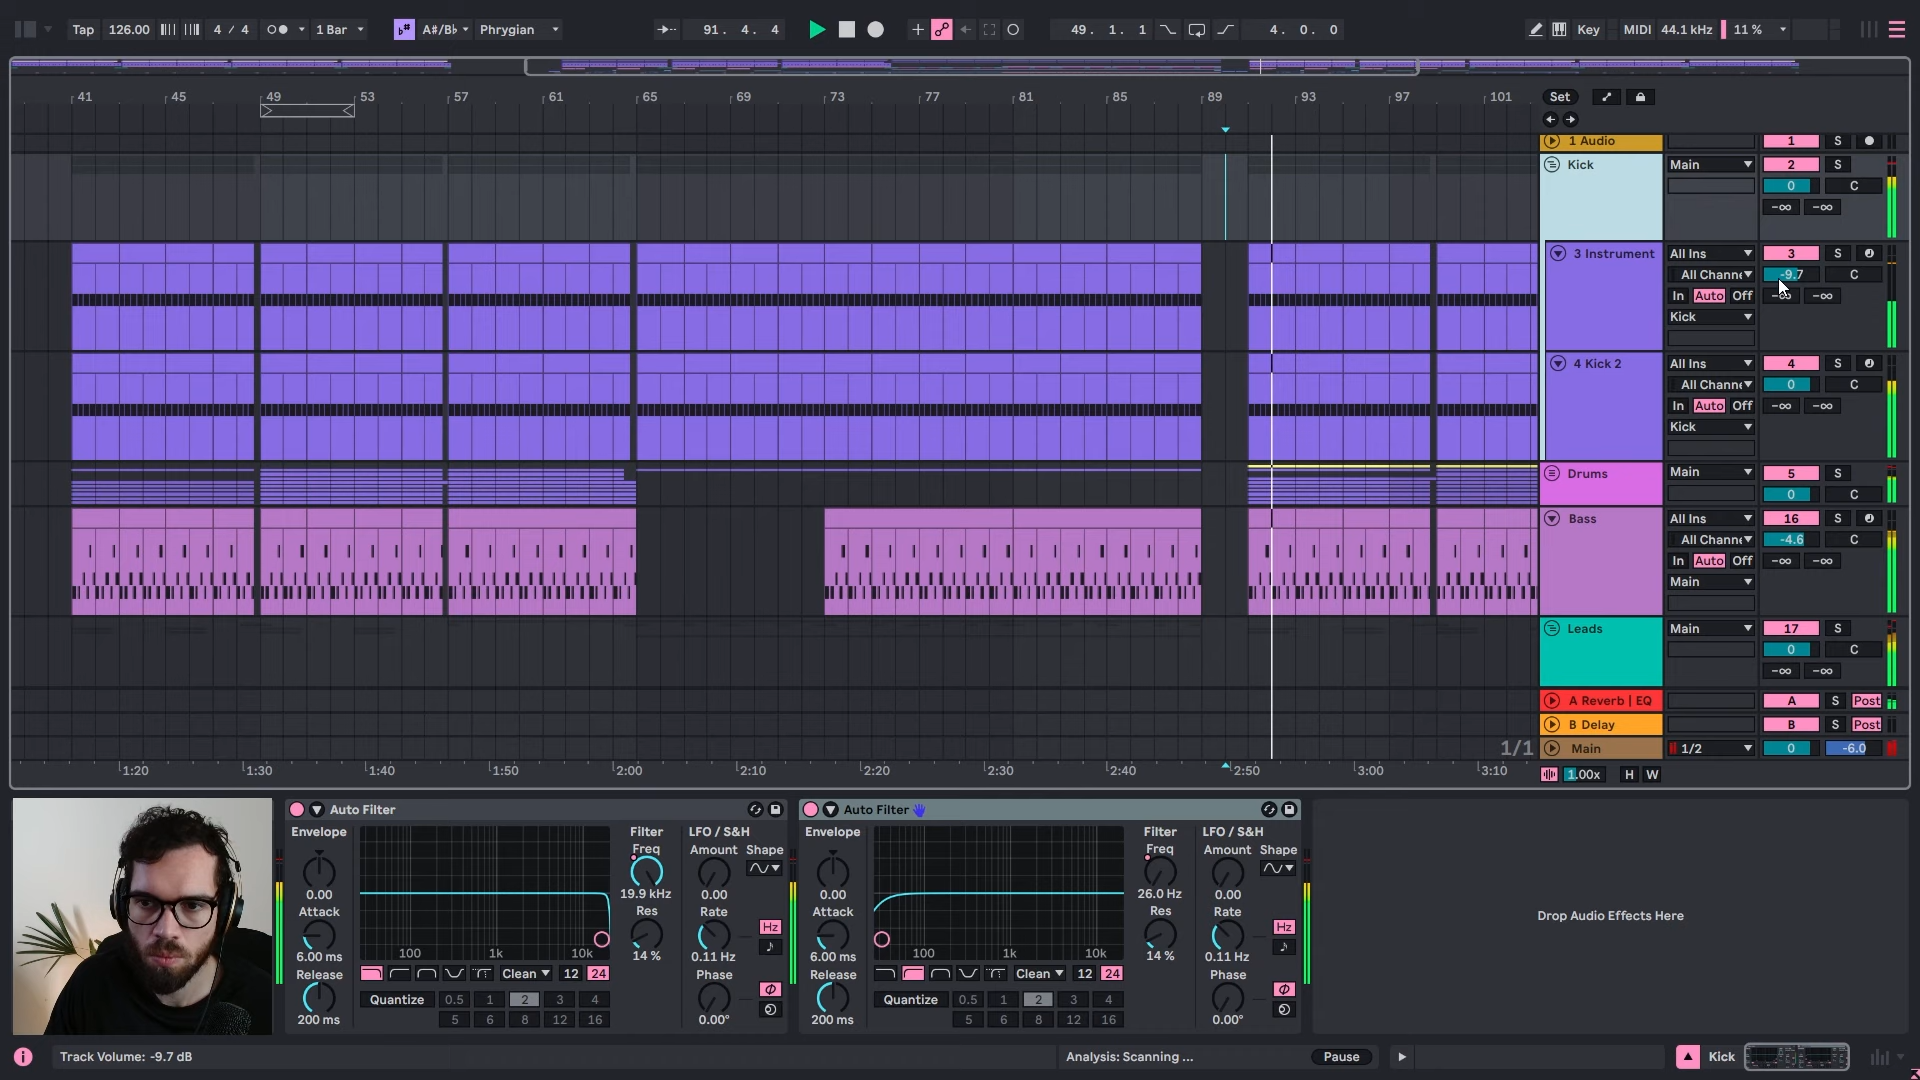 Tap 126.00 4 / 4 1 Bar A#/B♭ Phrygian 91. 4. 4 49. 1. 1 4. 0. 0 Key MIDI 44.1 kHz 11 %
41 45 49 53 57 61 65 69 73 77 81 85 89 93 97 101 Set
1 Audio 1 S
Kick Main 2 S
0 C
-∞ -∞
3 Instrument All Ins 3 S
All Channe -9.7 C
In Auto Off -∞ -∞
Kick
4 Kick 2 All Ins 4 S
All Channe 0 C
In Auto Off -∞ -∞
Kick
Drums Main 5 S
0 C
Bass All Ins 16 S
All Channe -4.6 C
In Auto Off -∞ -∞
Main
Leads Main 17 S
0 C
-∞ -∞
A Reverb | EQ A S Post
B Delay B S Post
1/1 Main 1/2 0 -6.0
1:20 1:30 1:40 1:50 2:00 2:10 2:20 2:30 2:40 2:50 3:00 3:10 1.00x H W
Auto Filter
Envelope Filter LFO / S&H
Freq Amount Shape
0.00 19.9 kHz 0.00
Attack Res Rate
Hz
6.00 ms 100 1k 10k 14 % 0.11 Hz
Release Clean 12 24 Phase
Quantize 0.5 1 2 3 4
200 ms 5 6 8 12 16 0.00°
Auto Filter
Envelope Filter LFO / S&H
Freq Amount Shape
0.00 26.0 Hz 0.00
Attack Res Rate
Hz
6.00 ms 100 1k 10k 14 % 0.11 Hz
Release Clean 12 24 Phase
Quantize 0.5 1 2 3 4
200 ms 5 6 8 12 16 0.00°
Drop Audio Effects Here
Track Volume: -9.7 dB Analysis: Scanning ... Pause Kick